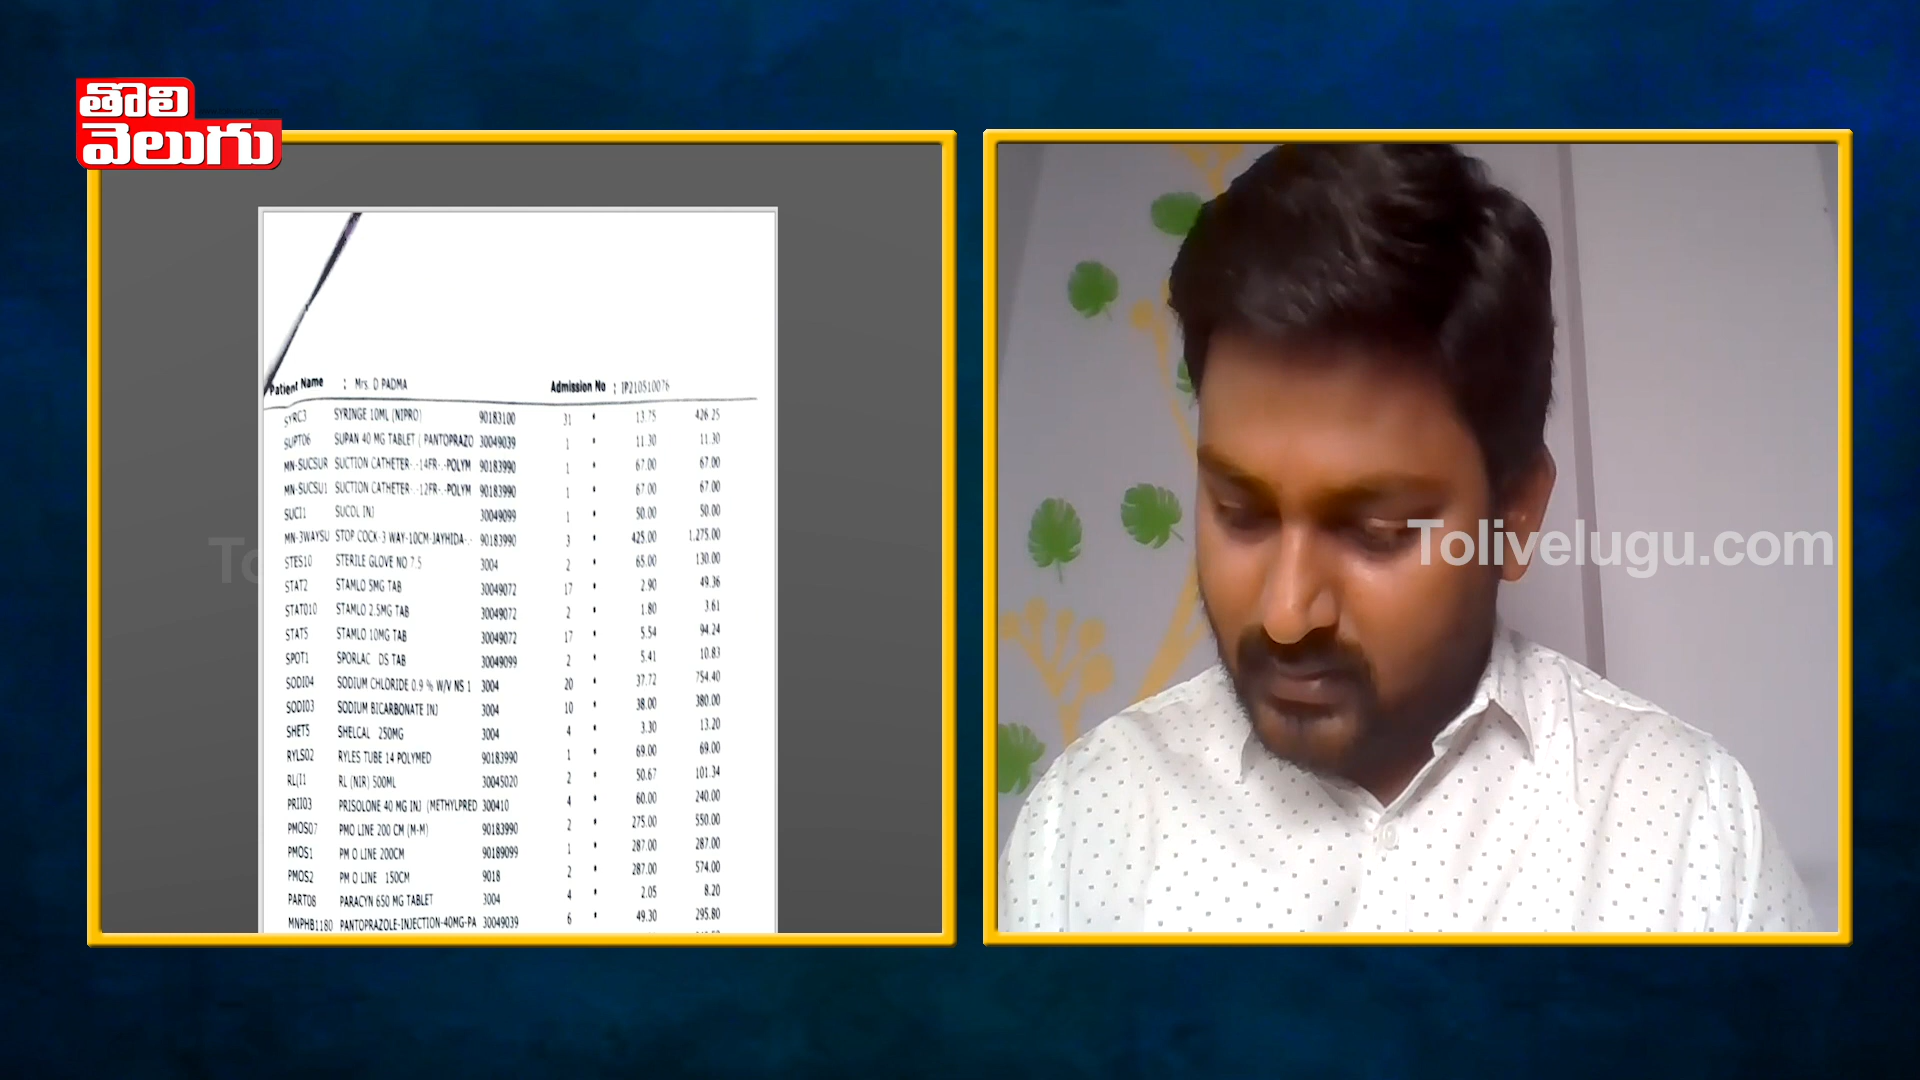 తొలి
వెలుగు
Patient Name : Mrs. D PADMA Admission No : IP210510076
SYRC3 SYRINGE 10ML (NIPRO) 90183100 31 * 13.75 426.25
SUPT06 SUPAN 40 MG TABLET ( PANTOPRAZO 30049039 1 * 11.30 11.30
MN-SUCSUR SUCTION CATHETER- -14FR- -POLYM 90183990 1 * 67.00 67.00
MN-SUCSU1 SUCTION CATHETER- -12FR- -POLYM 90183990 1 * 67.00 67.00
SUCI1 SUCOL INJ 30049099 1 * 50.00 50.00
MN-3WAYSU STOP COCK-3 WAY-10CM-JAYHIDA-.- 90183990 3 * 425.00 1,275.00
STES10 STERILE GLOVE NO 7.5 3004 2 * 65.00 130.00
STAT2 STAMLO 5MG TAB 30049072 17 * 2.90 49.36
STAT010 STAMLO 2.5MG TAB 30049072 2 * 1.80 3.61
STAT5 STAMLO 10MG TAB 30049072 17 * 5.54 94.24
SPOT1 SPORLAC DS TAB 30049099 2 * 5.41 10.83
SODI04 SODIUM CHLORIDE 0.9 % W/V NS 1 3004 20 * 37.72 754.40
SODI03 SODIUM BICARBONATE INJ 3004 10 * 38.00 380.00
SHET5 SHELCAL 250MG 3004 4 * 3.30 13.20
RYLS02 RYLES TUBE 14 POLYMED 90183990 1 * 69.00 69.00
RL(I1 RL (NIR) 500ML 30045020 2 * 50.67 101.34
PRII03 PRISOLONE 40 MG INJ (METHYLPRED 300410 4 * 60.00 240.00
PMOS07 PMO LINE 200 CM (M-M) 90183990 2 * 275.00 550.00
PMOS1 PM O LINE 200CM 90189099 1 * 287.00 287.00
PMOS2 PM O LINE 150CM 9018 2 * 287.00 574.00
PART08 PARACYN 650 MG TABLET 3004 4 * 2.05 8.20
MNPHB1180 PANTOPRAZOLE-INJECTION-40MG-PA 30049039 6 * 49.30 295.80
To
Tolivelugu.com